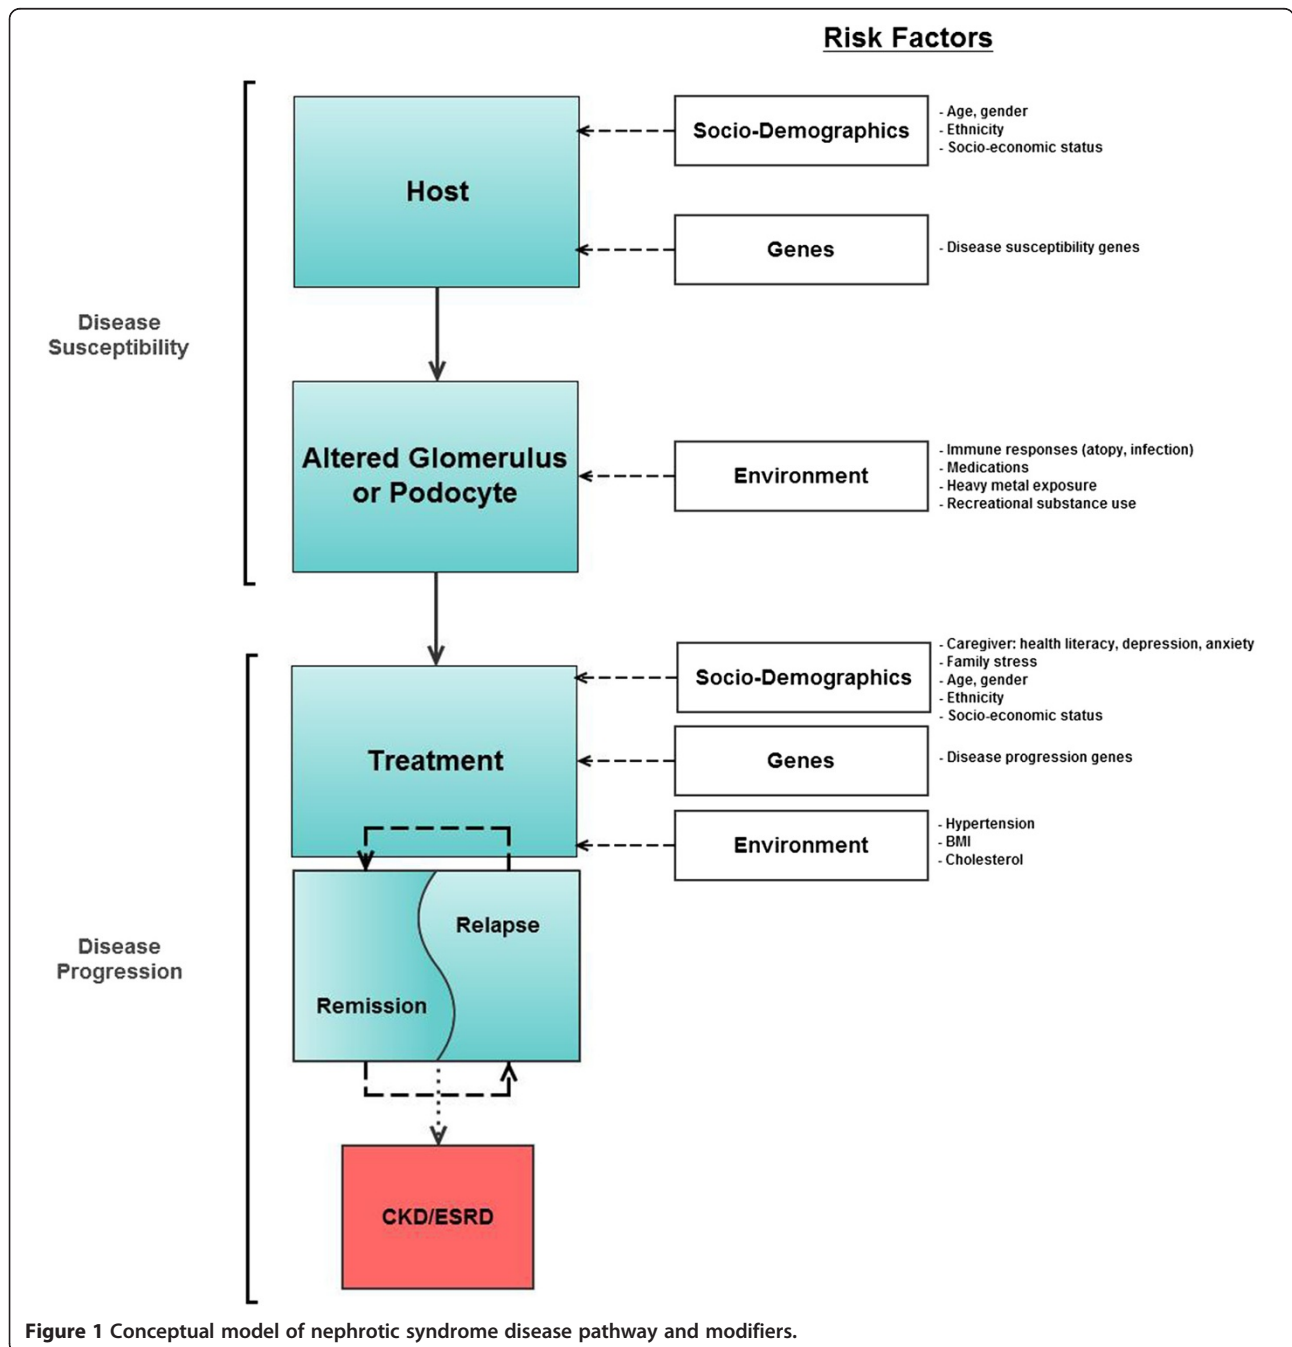 Risk Factors
Socio-Demographics
- Age, gender
- Ethnicity
- Socio-economic status
Host
Genes
- Disease susceptibility genes
Disease
Susceptibility
Altered Glomerulus
or Podocyte
Environment
- Immune responses (atopy, infection)
- Medications
- Heavy metal exposure
- Recreational substance use
Socio-Demographics
- Caregiver: health literacy, depression, anxiety
- Family stress
- Age, gender
- Ethnicity
- Socio-economic status
Treatment
Genes
- Disease progression genes
Environment
- Hypertension
- BMI
- Cholesterol
Disease
Progression
Relapse
Remission
CKD/ESRD
Figure 1 Conceptual model of nephrotic syndrome disease pathway and modifiers.